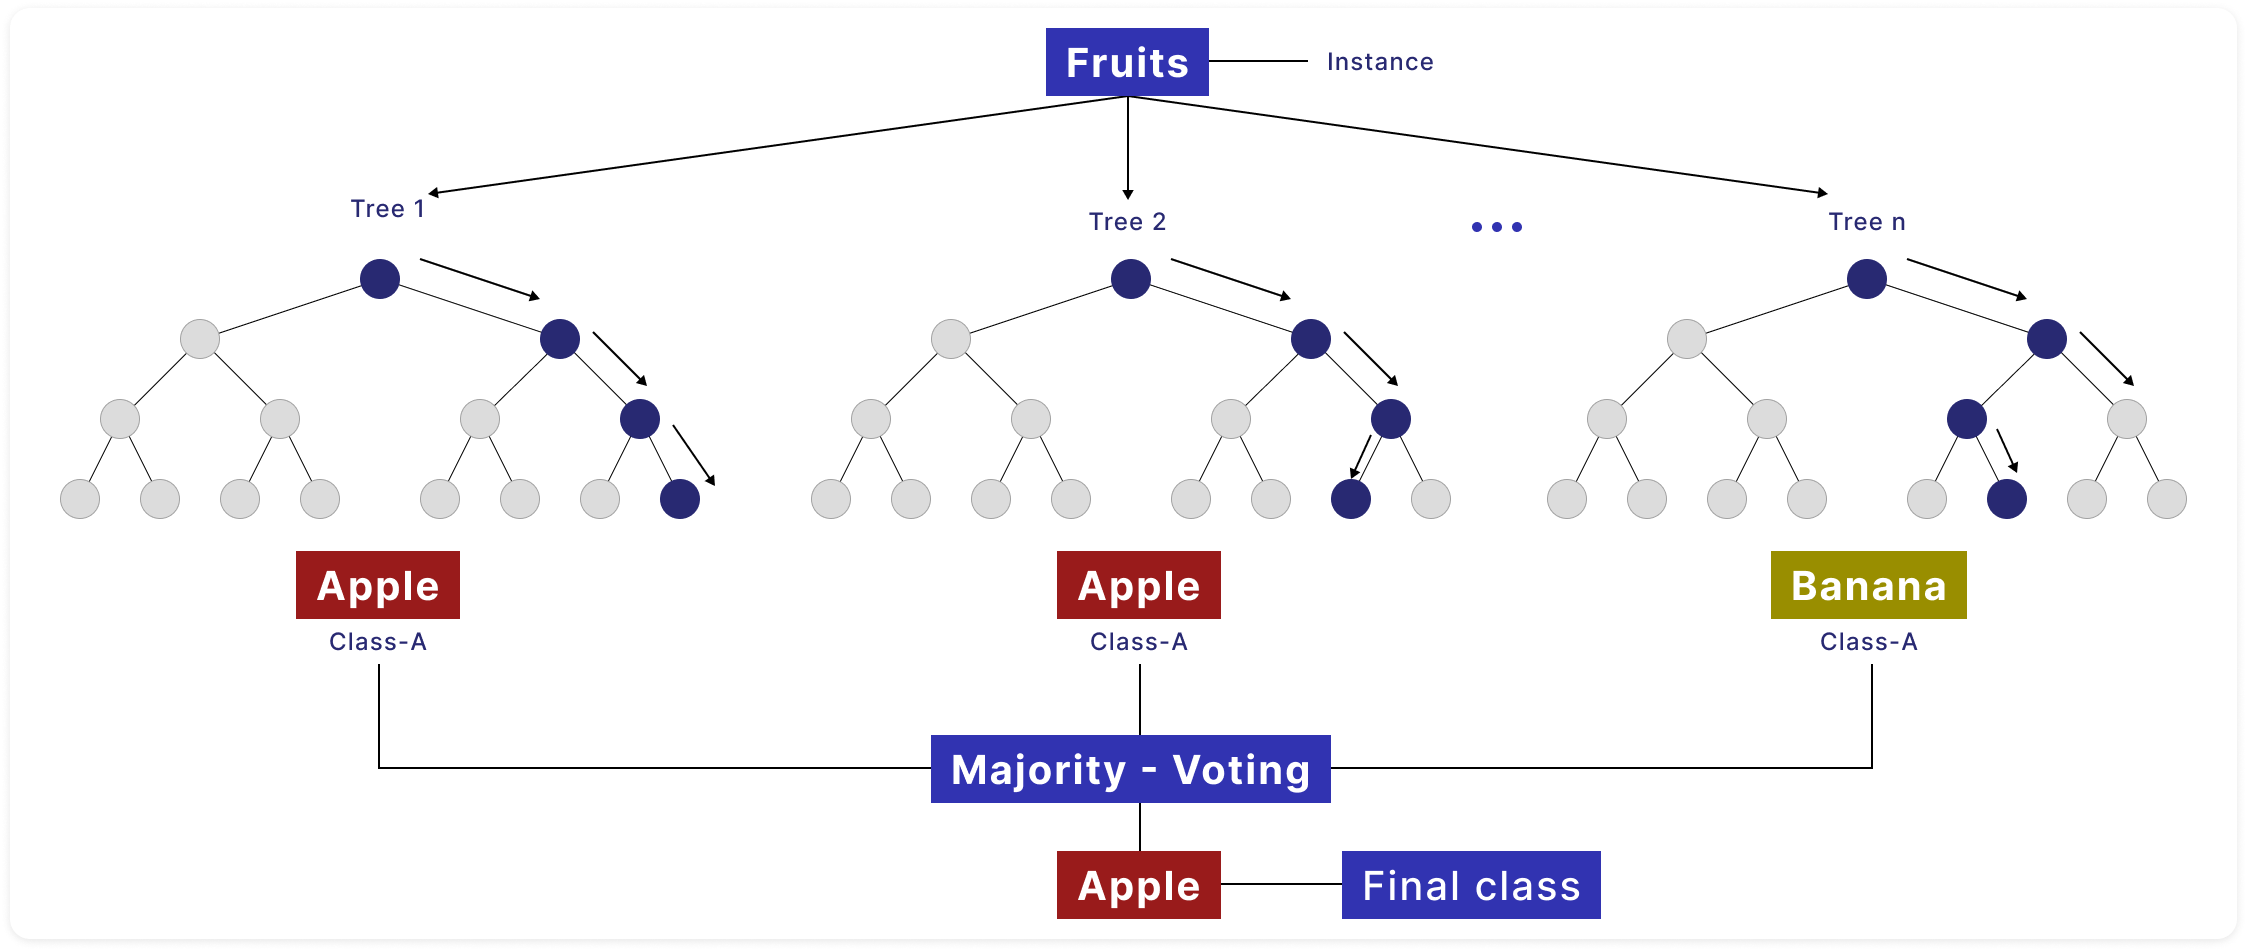 Fruits
Instance
Tree 1
Tree 2
Tree n
Apple
Apple
Banana
Class-A
Class-A
Class-A
Majority - Voting
Apple
Final class